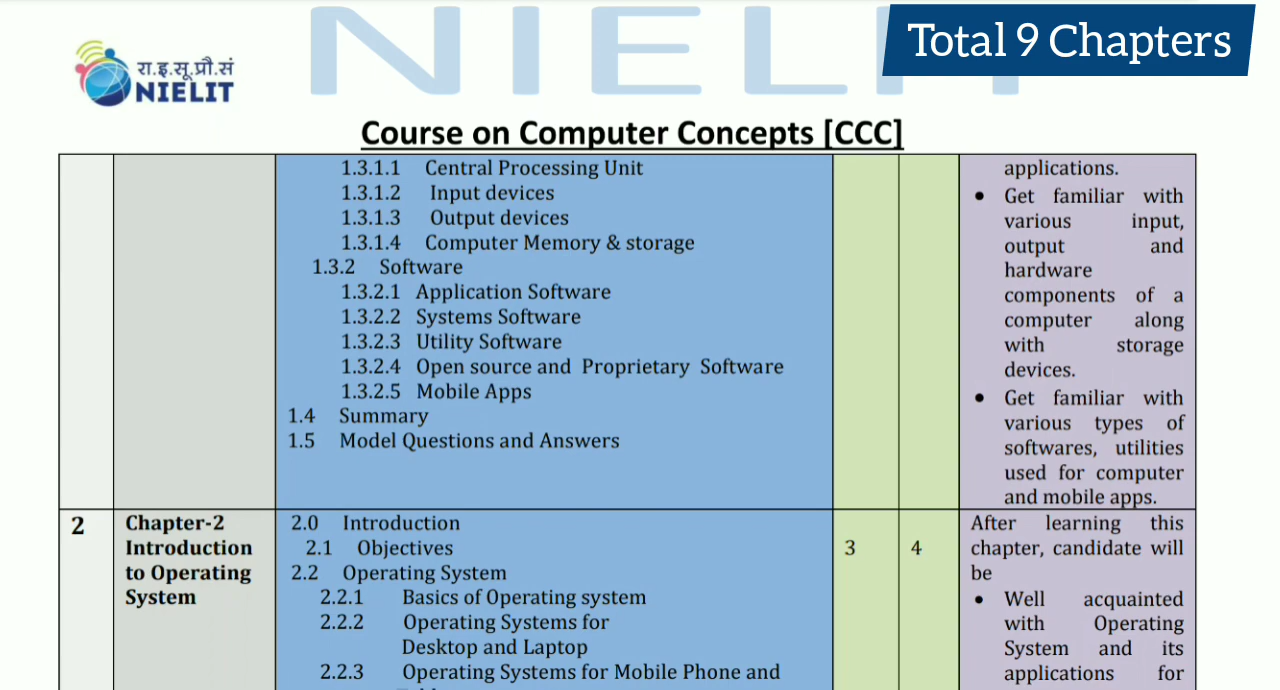 NIELIT
Total 9 Chapters
रा.इ.सू.प्रौ.सं
NIELIT
Course on Computer Concepts [CCC]
1.3.1.1 Central Processing Unit
1.3.1.2 Input devices
1.3.1.3 Output devices
1.3.1.4 Computer Memory & storage
1.3.2 Software
1.3.2.1 Application Software
1.3.2.2 Systems Software
1.3.2.3 Utility Software
1.3.2.4 Open source and Proprietary Software
1.3.2.5 Mobile Apps
1.4 Summary
1.5 Model Questions and Answers
applications.
● Get familiar with
various input,
output and
hardware
components of a
computer along
with storage
devices.
● Get familiar with
various types of
softwares, utilities
used for computer
and mobile apps.
2
Chapter-2
Introduction
to Operating
System
2.0 Introduction
2.1 Objectives
2.2 Operating System
2.2.1 Basics of Operating system
2.2.2 Operating Systems for
Desktop and Laptop
2.2.3 Operating Systems for Mobile Phone and
3
4
After learning this
chapter, candidate will
be
● Well acquainted
with Operating
System and its
applications for